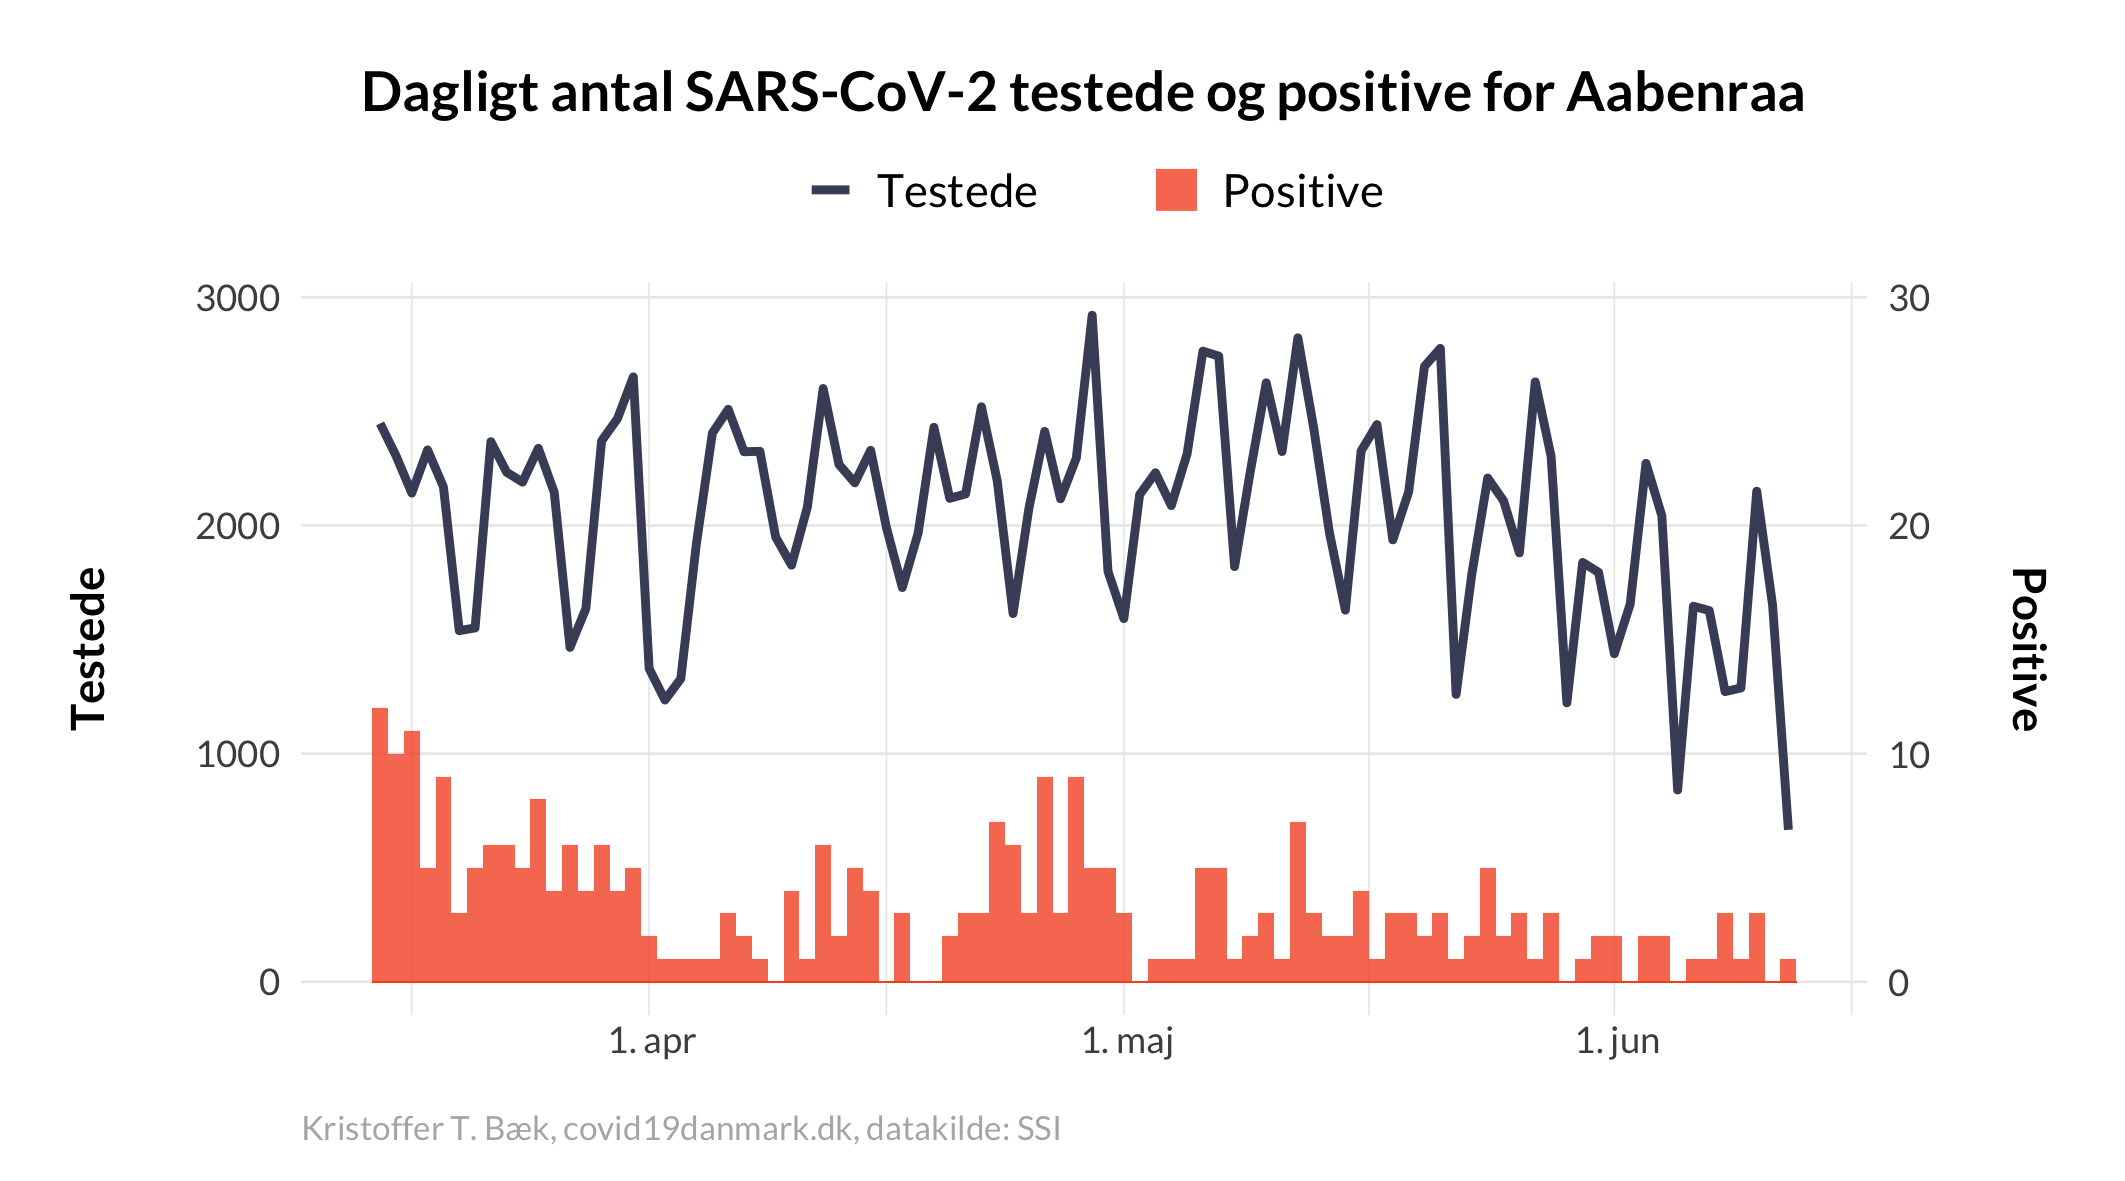 Dagligt antal SARS-CoV-2 testede og positive for Aabenraa
Testede
Positive
3000
2000
1000
0
30
20
10
0
Testede
Positive
1. apr
1. maj
1. jun
Kristoffer T. Bæk, covid19danmark.dk, datakilde: SSI